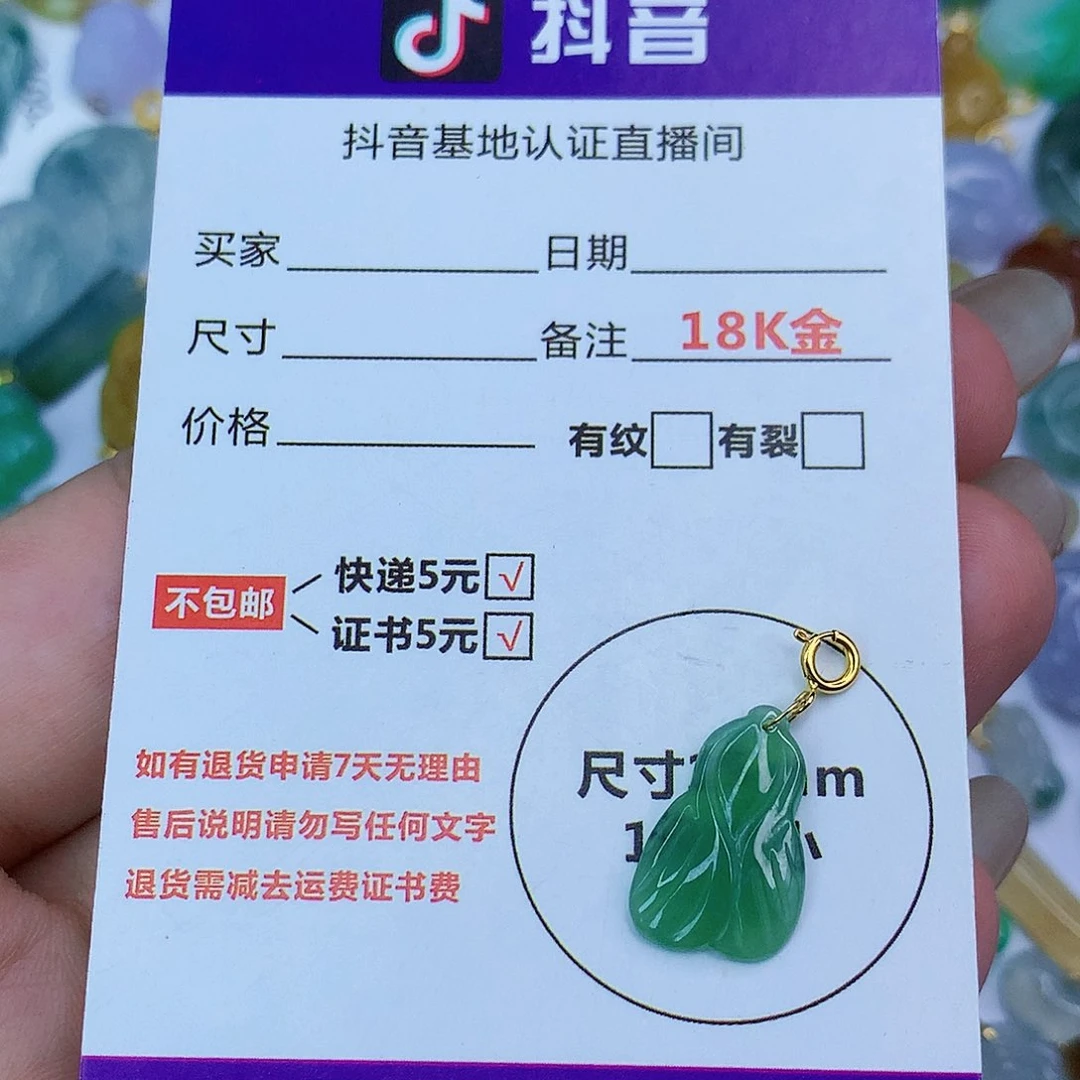 抖音
抖音基地认证直播间
买家 日期
尺寸 备注 18K金
价格 有纹 有裂
不包邮
快递5元 √
证书5元 √
如有退货申请7天无理由
售后说明请勿写任何文字
退货需减去运费证书费
尺寸 m